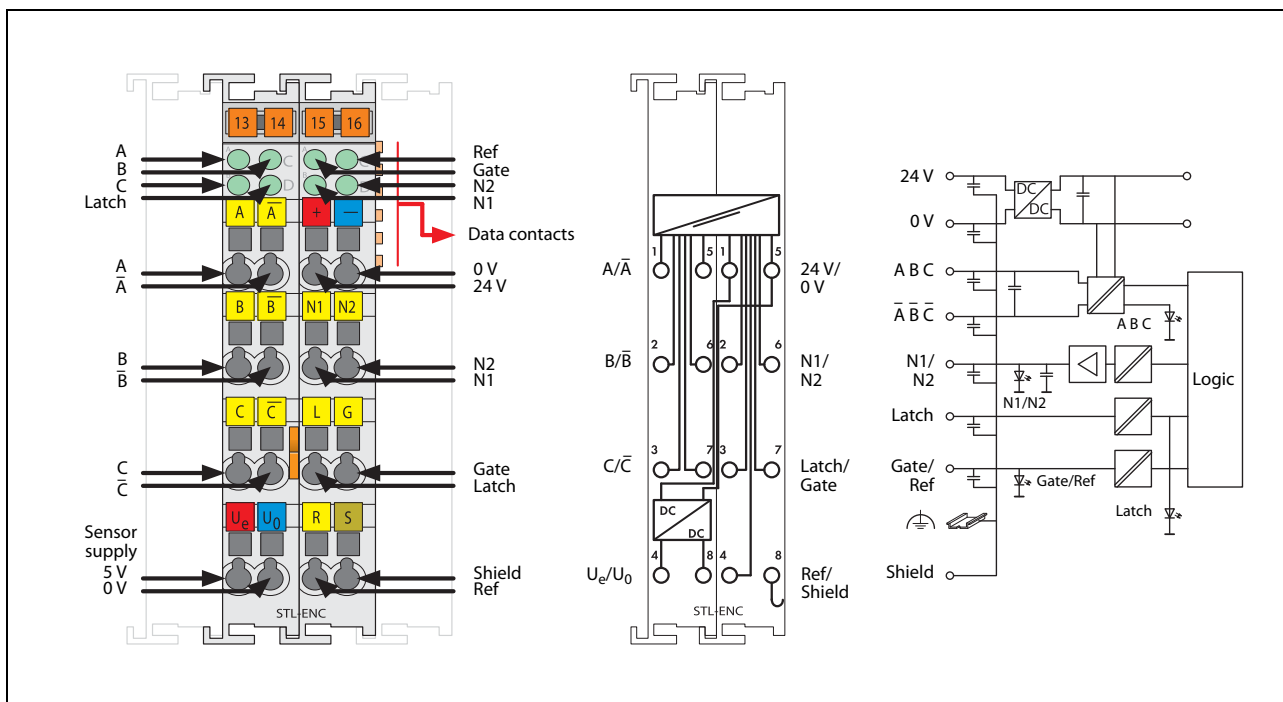 13 14 15 16
A
B
C
Latch
A C A C
B D B D
Ref
Gate
N2
N1
A A̅ + −
Data contacts
A
A̅
0 V
24 V
B B̅ N1 N2
B
B̅
N2
N1
C C̅ L G
C
C̅
Gate
Latch
Ue U0 R S
Sensor
supply
5 V
0 V
Shield
Ref
STL-ENC
1 5 1 5
A/A̅
24 V/
0 V
2 6 2 6
B/B̅
N1/
N2
3 7 3 7
C/C̅
Latch/
Gate
DC
DC
4 8 4 8
Ue/U0
Ref/
Shield
STL-ENC
24 V
DC
DC
0 V
A B C
A̅ B̅ C̅
A B C
N1/
N2
N1/N2
Logic
Latch
Gate/
Ref
Gate/Ref
Latch
Shield